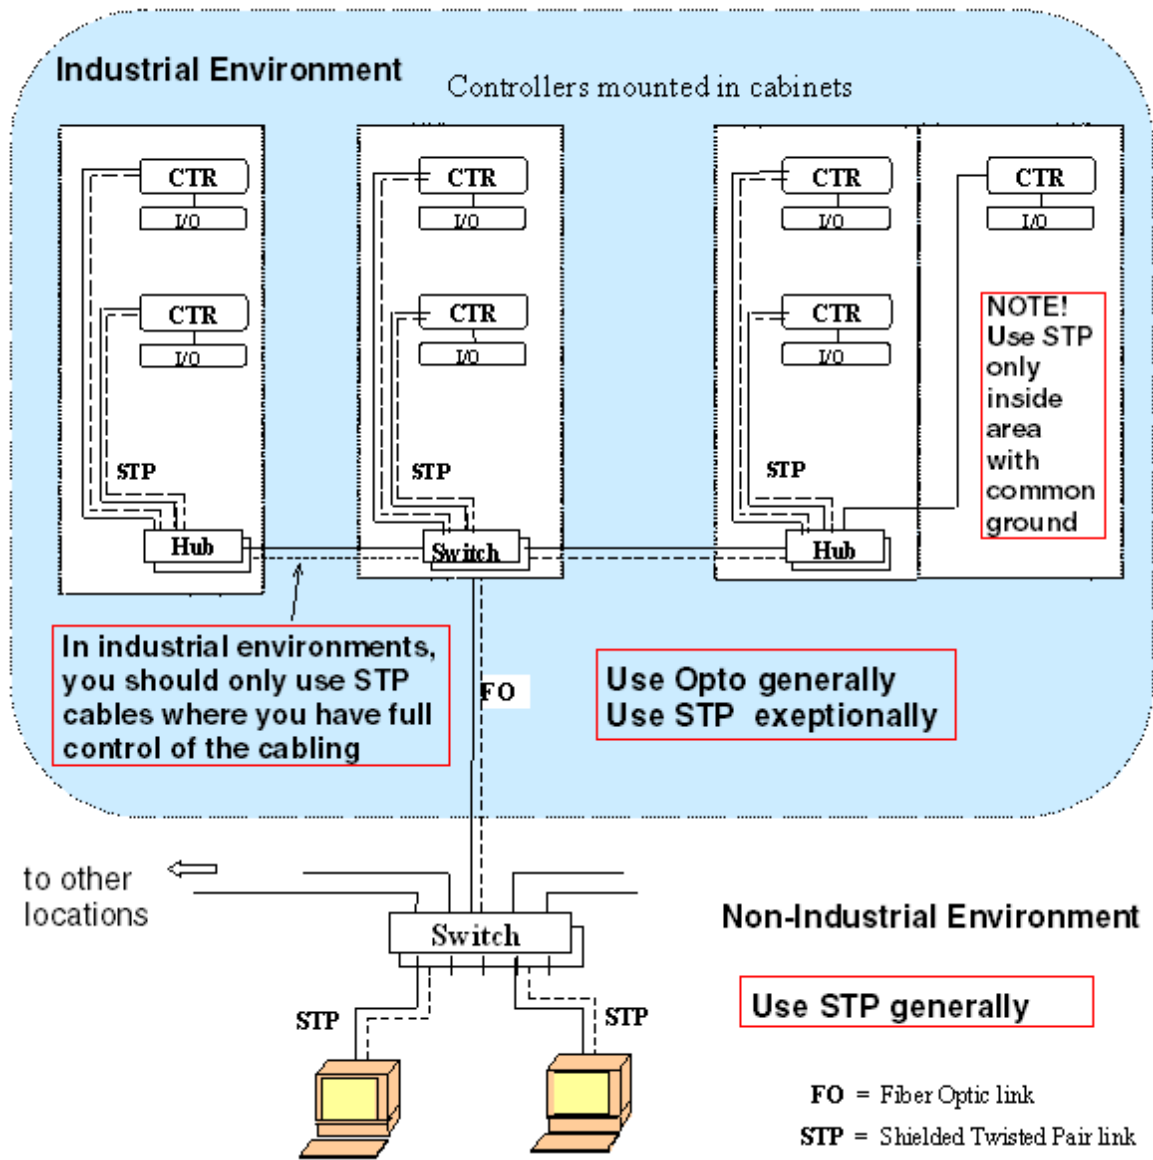 Industrial Environment
Controllers mounted in cabinets
CTR
I/O
CTR
I/O
STP
Hub
CTR
I/O
CTR
I/O
STP
Switch
CTR
I/O
CTR
I/O
STP
Hub
CTR
I/O
NOTE!
Use STP
only
inside
area
with
common
ground
In industrial environments,
you should only use STP
cables where you have full
control of the cabling
FO
Use Opto generally
Use STP exeptionally
to other
locations
Switch
STP
STP
Non-Industrial Environment
Use STP generally
FO = Fiber Optic link
STP = Shielded Twisted Pair link